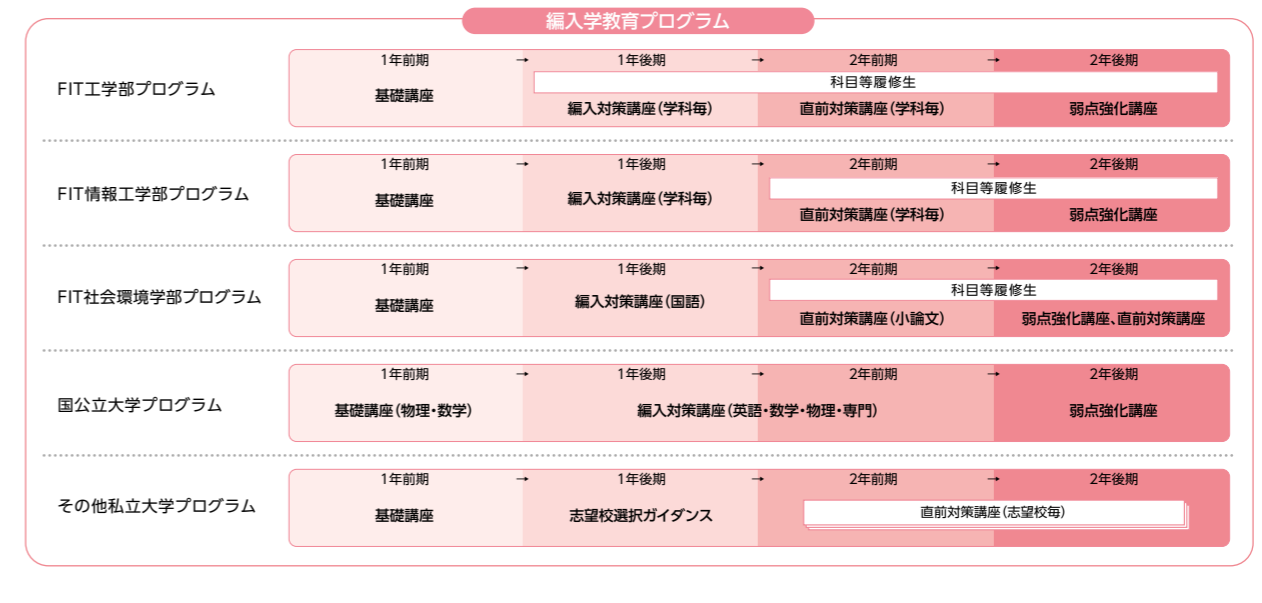 編入学教育プログラム
FIT工学部プログラム
1年前期 → 1年後期 → 2年前期 → 2年後期
科目等履修生
基礎講座
編入対策講座(学科毎) 直前対策講座(学科毎) 弱点強化講座
FIT情報工学部プログラム
1年前期 → 1年後期 → 2年前期 → 2年後期
科目等履修生
基礎講座 編入対策講座(学科毎)
直前対策講座(学科毎) 弱点強化講座
FIT社会環境学部プログラム
1年前期 → 1年後期 → 2年前期 → 2年後期
科目等履修生
基礎講座 編入対策講座(国語)
直前対策講座(小論文) 弱点強化講座、直前対策講座
国公立大学プログラム
1年前期 → 1年後期 → 2年前期 → 2年後期
基礎講座(物理・数学) 編入対策講座(英語・数学・物理・専門) 弱点強化講座
その他私立大学プログラム
1年前期 → 1年後期 → 2年前期 → 2年後期
基礎講座 志望校選択ガイダンス 直前対策講座(志望校毎)